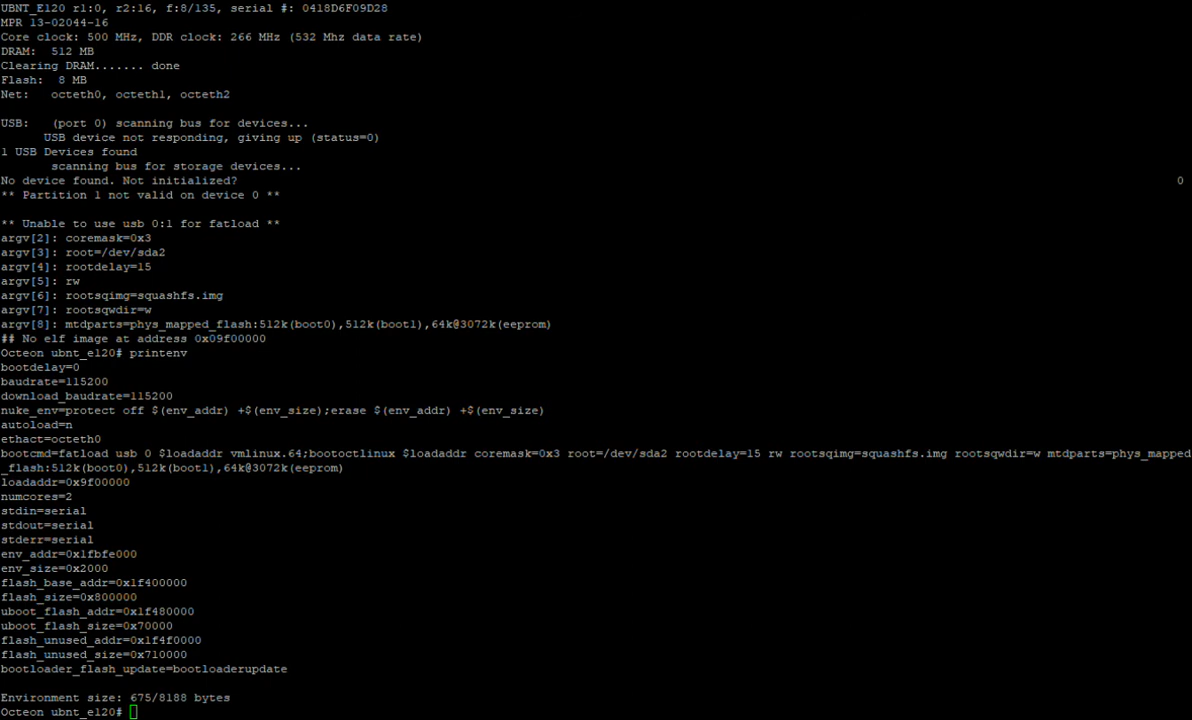 UBNT_E120 r1:0, r2:16, f:8/135, serial #: 0418D6F09D28
MPR 13-02044-16
Core clock: 500 MHz, DDR clock: 266 MHz (532 Mhz data rate)
DRAM:  512 MB
Clearing DRAM....... done
Flash:  8 MB
Net:   octeth0, octeth1, octeth2
USB:   (port 0) scanning bus for devices...
      USB device not responding, giving up (status=0)
1 USB Devices found
       scanning bus for storage devices...
No device found. Not initialized? 0
** Partition 1 not valid on device 0 **
** Unable to use usb 0:1 for fatload **
argv[2]: coremask=0x3
argv[3]: root=/dev/sda2
argv[4]: rootdelay=15
argv[5]: rw
argv[6]: rootsqimg=squashfs.img
argv[7]: rootsqwdir=w
argv[8]: mtdparts=phys_mapped_flash:512k(boot0),512k(boot1),64k@3072k(eeprom)
## No elf image at address 0x09f00000
Octeon ubnt_e120# printenv
bootdelay=0
baudrate=115200
download_baudrate=115200
nuke_env=protect off $(env_addr) +$(env_size);erase $(env_addr) +$(env_size)
autoload=n
ethact=octeth0
bootcmd=fatload usb 0 $loadaddr vmlinux.64;bootoctlinux $loadaddr coremask=0x3 root=/dev/sda2 rootdelay=15 rw rootsqimg=squashfs.img rootsqwdir=w mtdparts=phys_mapped
_flash:512k(boot0),512k(boot1),64k@3072k(eeprom)
loadaddr=0x9f00000
numcores=2
stdin=serial
stdout=serial
stderr=serial
env_addr=0x1fbfe000
env_size=0x2000
flash_base_addr=0x1f400000
flash_size=0x800000
uboot_flash_addr=0x1f480000
uboot_flash_size=0x70000
flash_unused_addr=0x1f4f0000
flash_unused_size=0x710000
bootloader_flash_update=bootloaderupdate
Environment size: 675/8188 bytes
Octeon ubnt_e120#